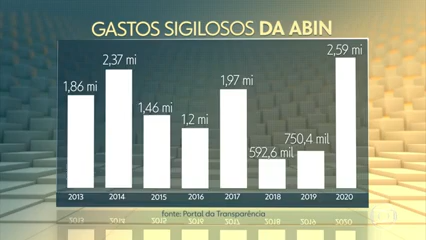 GASTOS SIGILOSOS DA ABIN
1,86 mi
2,37 mi
1,46 mi
1,2 mi
1,97 mi
592,6 mil
750,4 mil
2,59 mi
2013 2014 2015 2016 2017 2018 2019 2020
fonte: Portal da Transparência